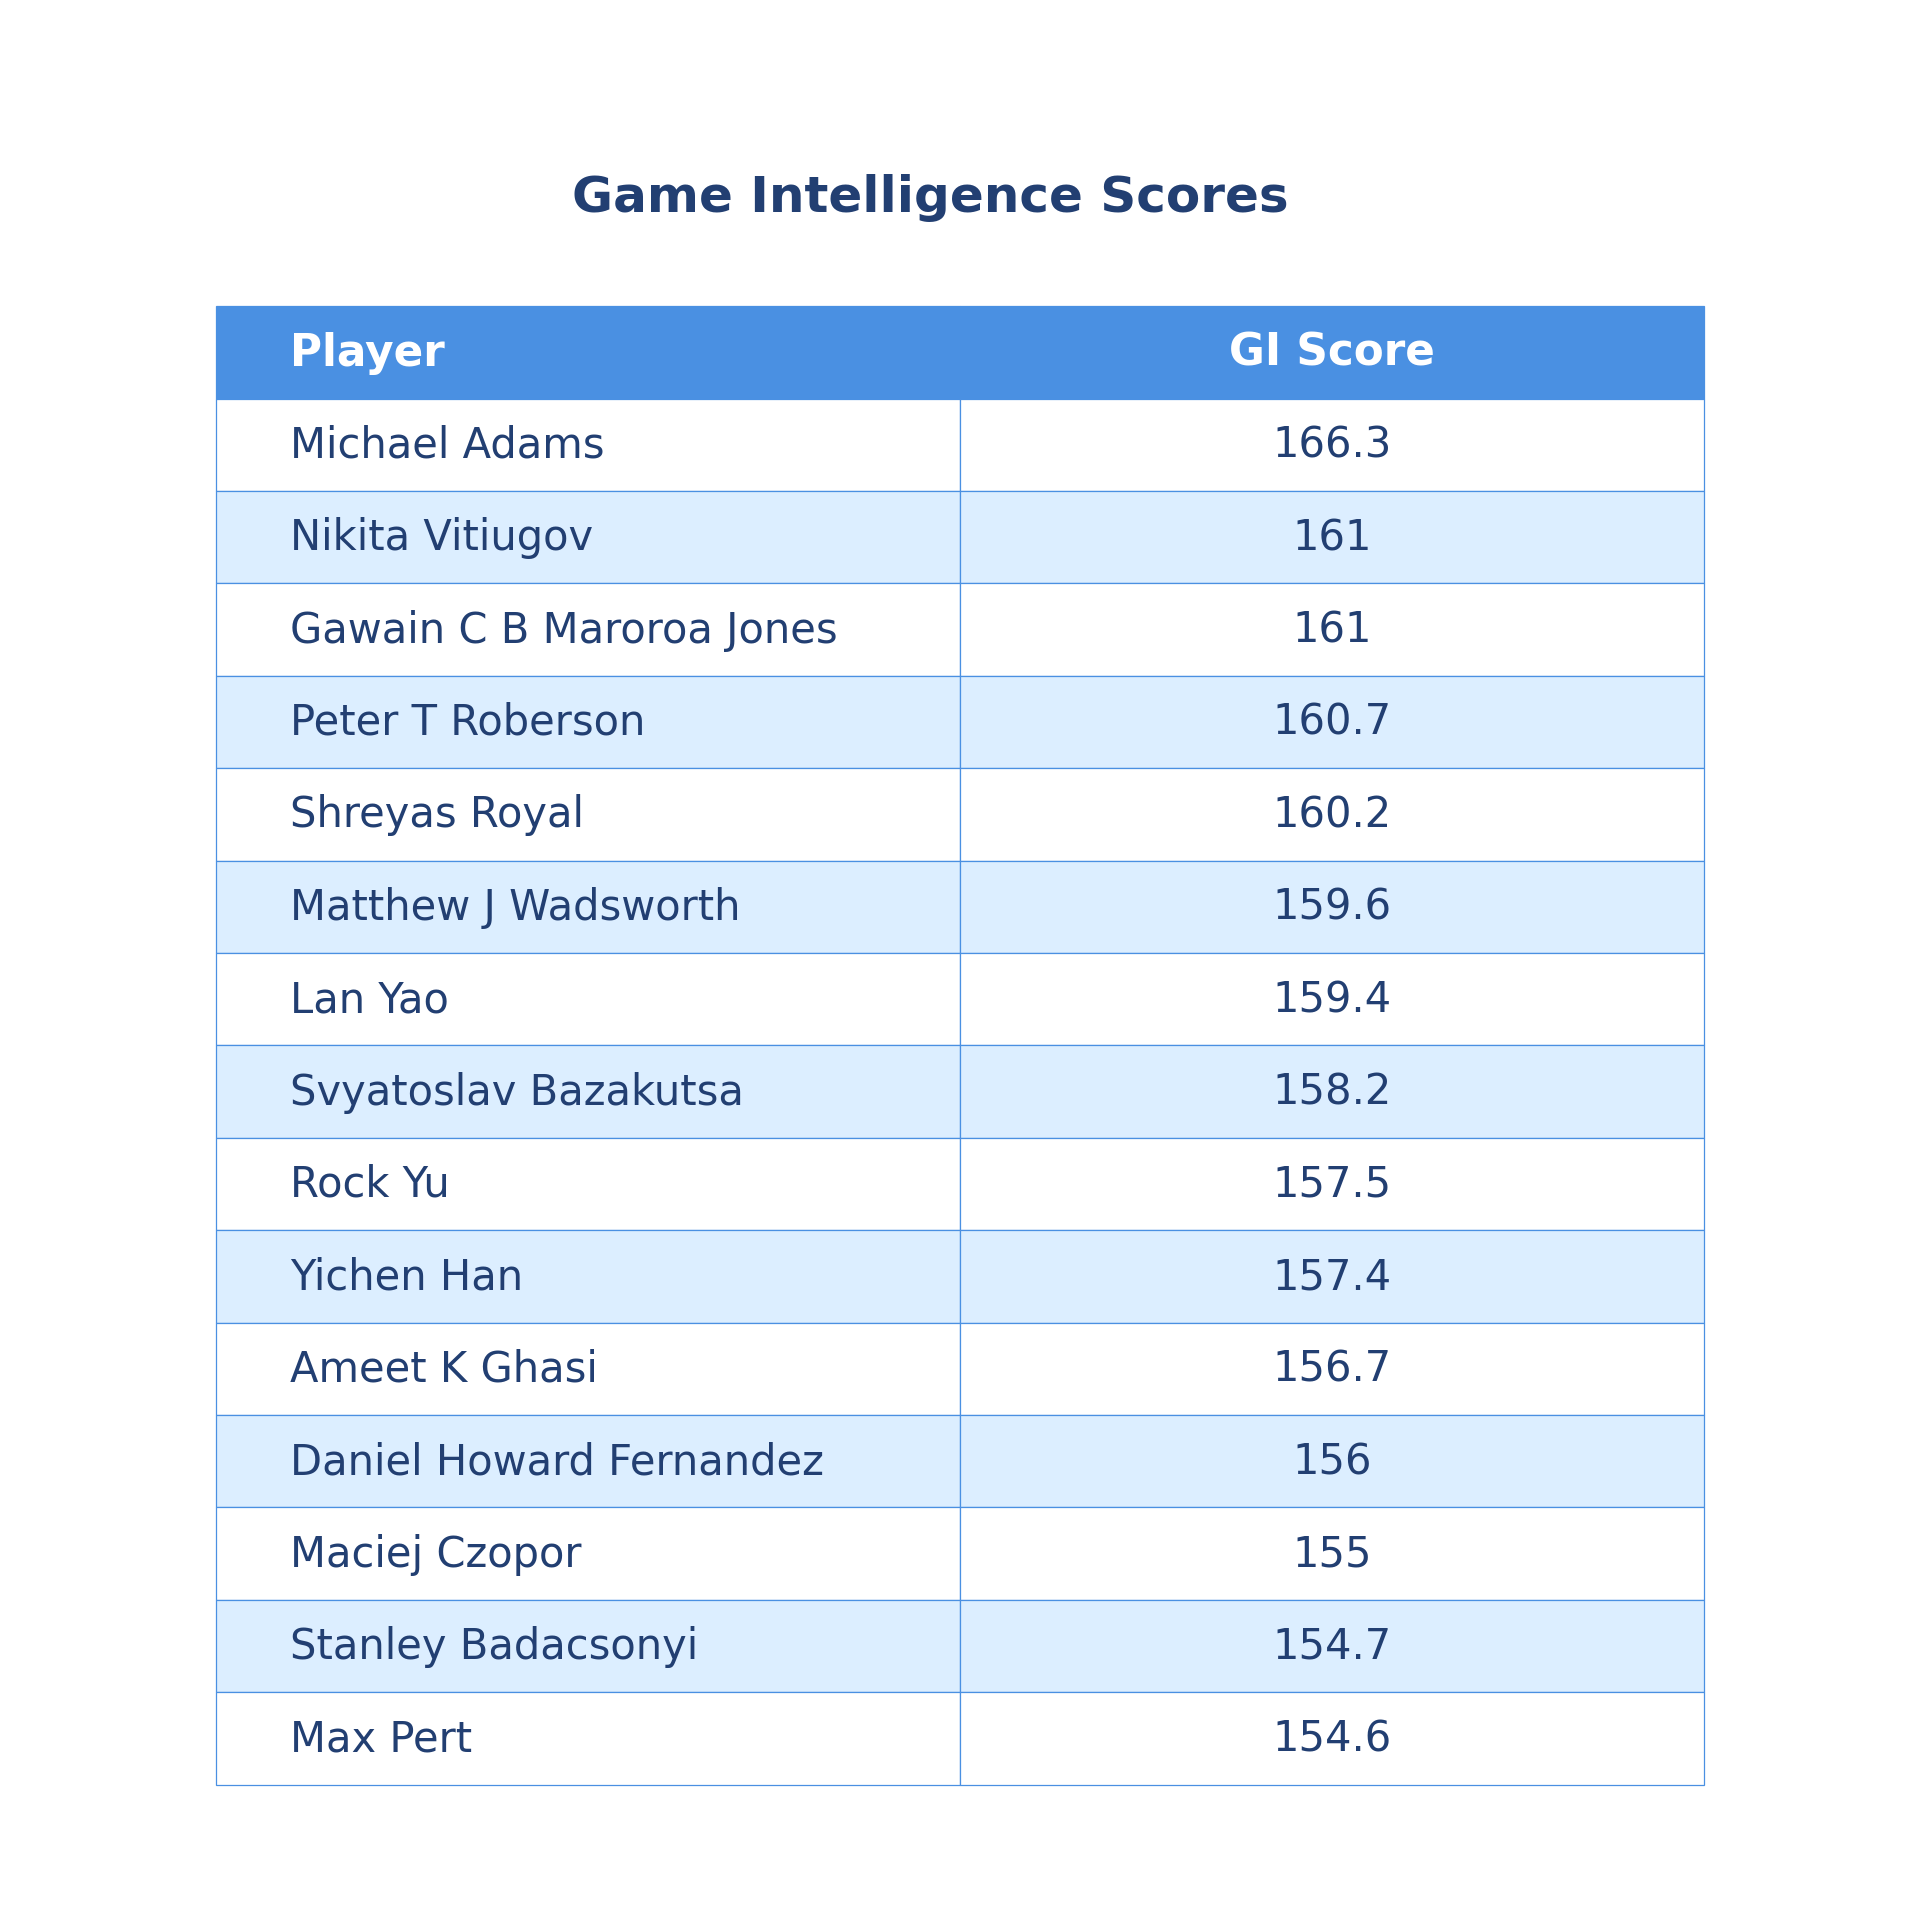 Game Intelligence Scores
Player GI Score
Michael Adams 166.3
Nikita Vitiugov 161
Gawain C B Maroroa Jones 161
Peter T Roberson 160.7
Shreyas Royal 160.2
Matthew J Wadsworth 159.6
Lan Yao 159.4
Svyatoslav Bazakutsa 158.2
Rock Yu 157.5
Yichen Han 157.4
Ameet K Ghasi 156.7
Daniel Howard Fernandez 156
Maciej Czopor 155
Stanley Badacsonyi 154.7
Max Pert 154.6